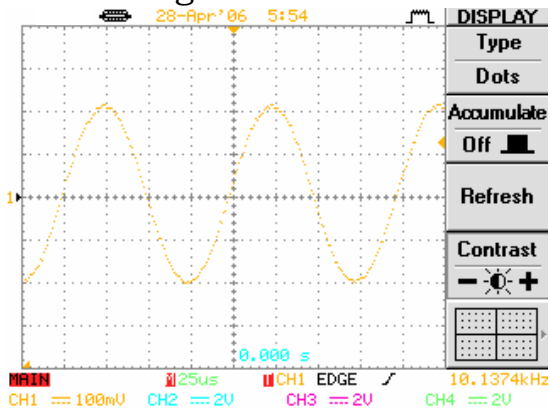 28-Apr'06 5:54 DISPLAY
Type
Dots
Accumulate
Off
1
Refresh
Contrast
0.000 s
MAIN M 25us CH1 EDGE 10.1374kHz
CH1 100mV CH2 2V CH3 2V CH4 2V